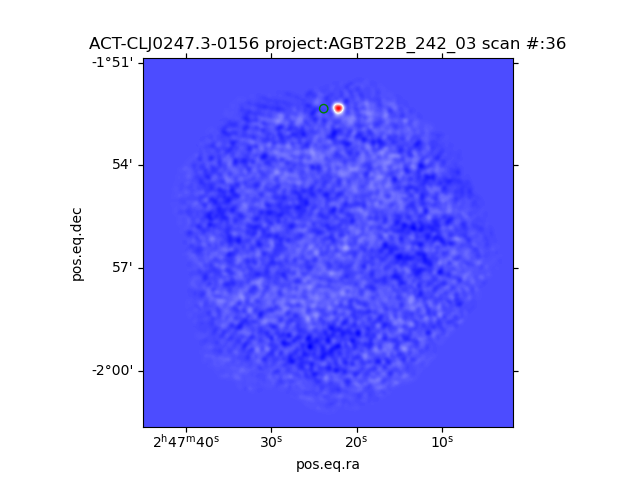 ACT-CLJ0247.3-0156 project:AGBT22B_242_03 scan #:36
-1°51'
54'
57'
-2°00'
pos.eq.dec
2ʰ47ᵐ40ˢ 30ˢ 20ˢ 10ˢ
pos.eq.ra